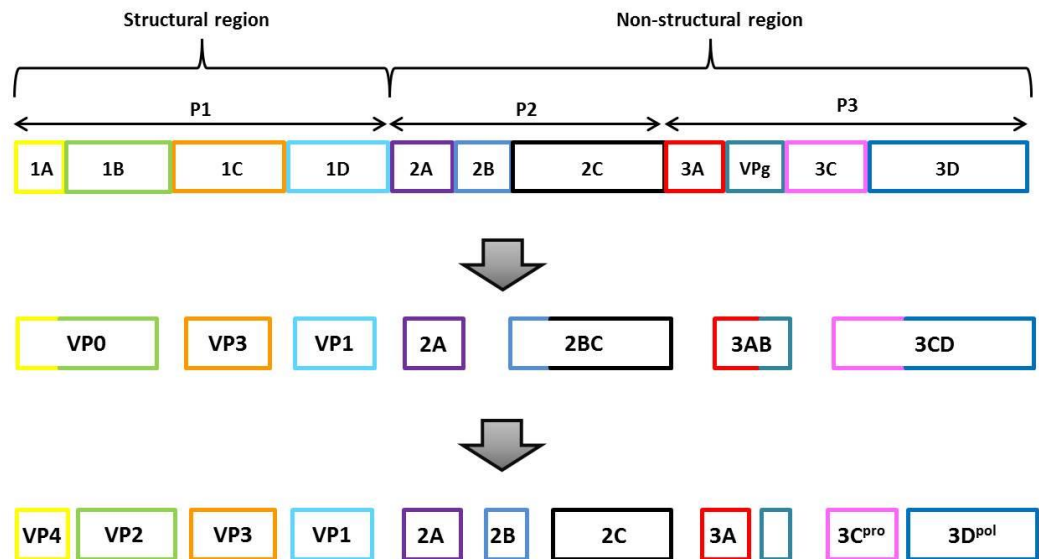 Structural region Non-structural region
P1 P2 P3
1A 1B 1C 1D 2A 2B 2C 3A VPg 3C 3D
VP0 VP3 VP1 2A 2BC 3AB 3CD
VP4 VP2 VP3 VP1 2A 2B 2C 3A 3Cpro 3Dpol